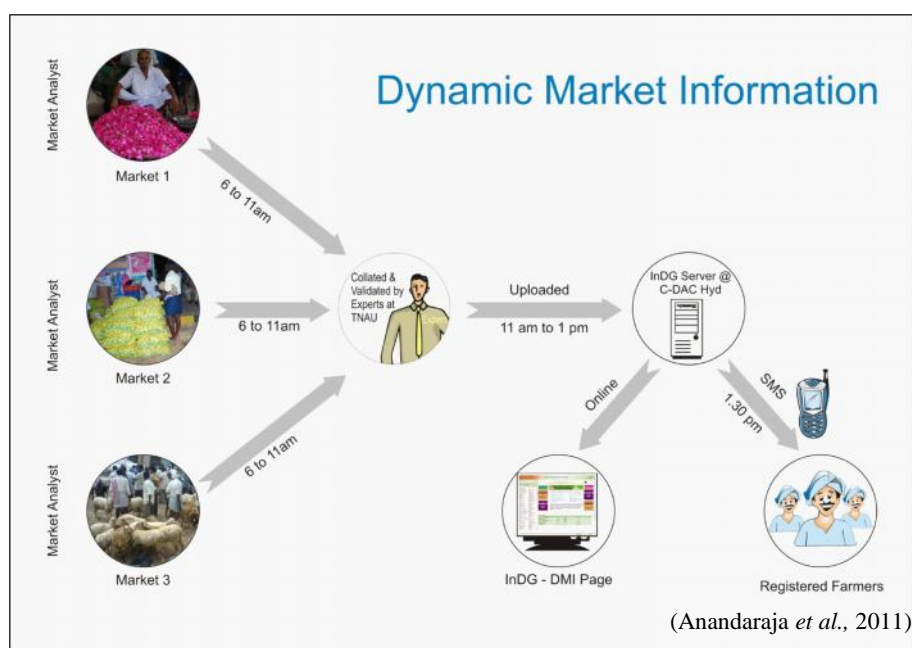 Dynamic Market Information
Market Analyst
Market 1
6 to 11am
Market Analyst
Market 2
6 to 11am
Market Analyst
Market 3
6 to 11am
Collated &
Validated by
Experts at
TNAU
Uploaded
11 am to 1 pm
InDG Server @
C-DAC Hyd
Online
SMS
1.30 pm
InDG - DMI Page
Registered Farmers
(Anandaraja et al., 2011)